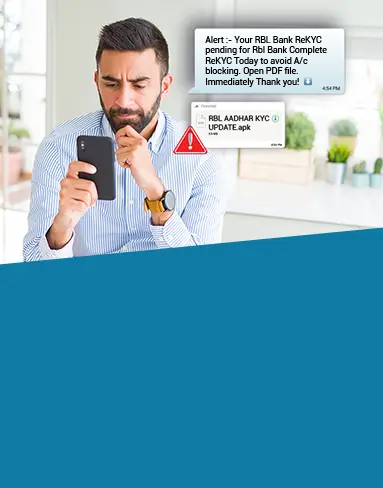 Alert :- Your RBL Bank ReKYC
pending for Rbl Bank Complete
ReKYC Today to avoid A/c
blocking. Open PDF file.
Immediately Thank you! ⬇️
4:54 PM
Forwarded
RBL AADHAR KYC
UPDATE.apk